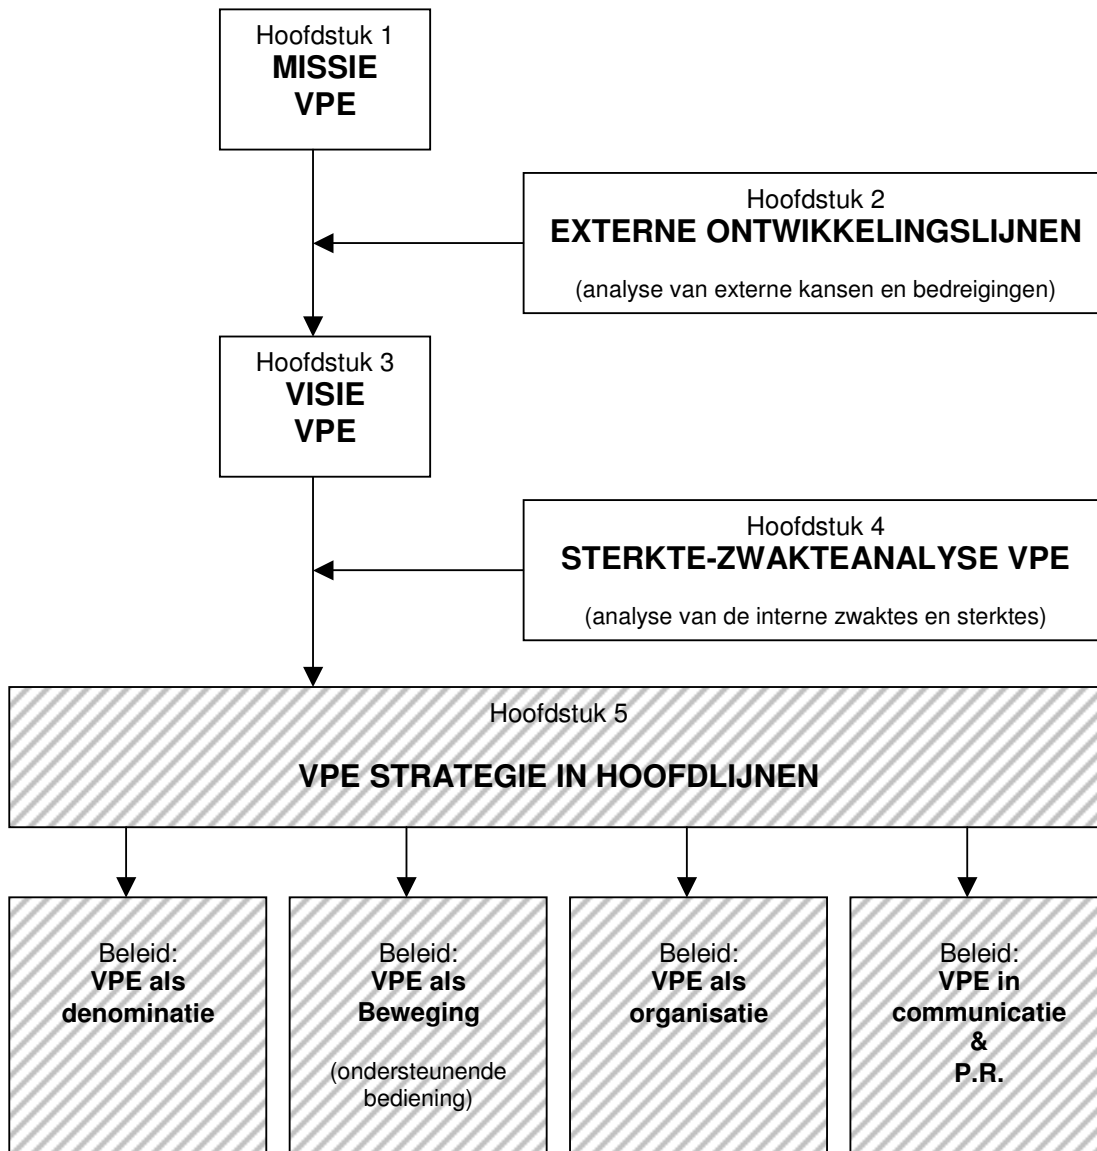 Hoofdstuk 1
MISSIE
VPE
Hoofdstuk 2
EXTERNE ONTWIKKELINGSLIJNEN
(analyse van externe kansen en bedreigingen)
Hoofdstuk 3
VISIE
VPE
Hoofdstuk 4
STERKTE-ZWAKTEANALYSE VPE
(analyse van de interne zwaktes en sterktes)
Hoofdstuk 5
VPE STRATEGIE IN HOOFDLIJNEN
Beleid:
VPE als
denominatie
Beleid:
VPE als
Beweging
(ondersteunende
bediening)
Beleid:
VPE als
organisatie
Beleid:
VPE in
communicatie
&
P.R.